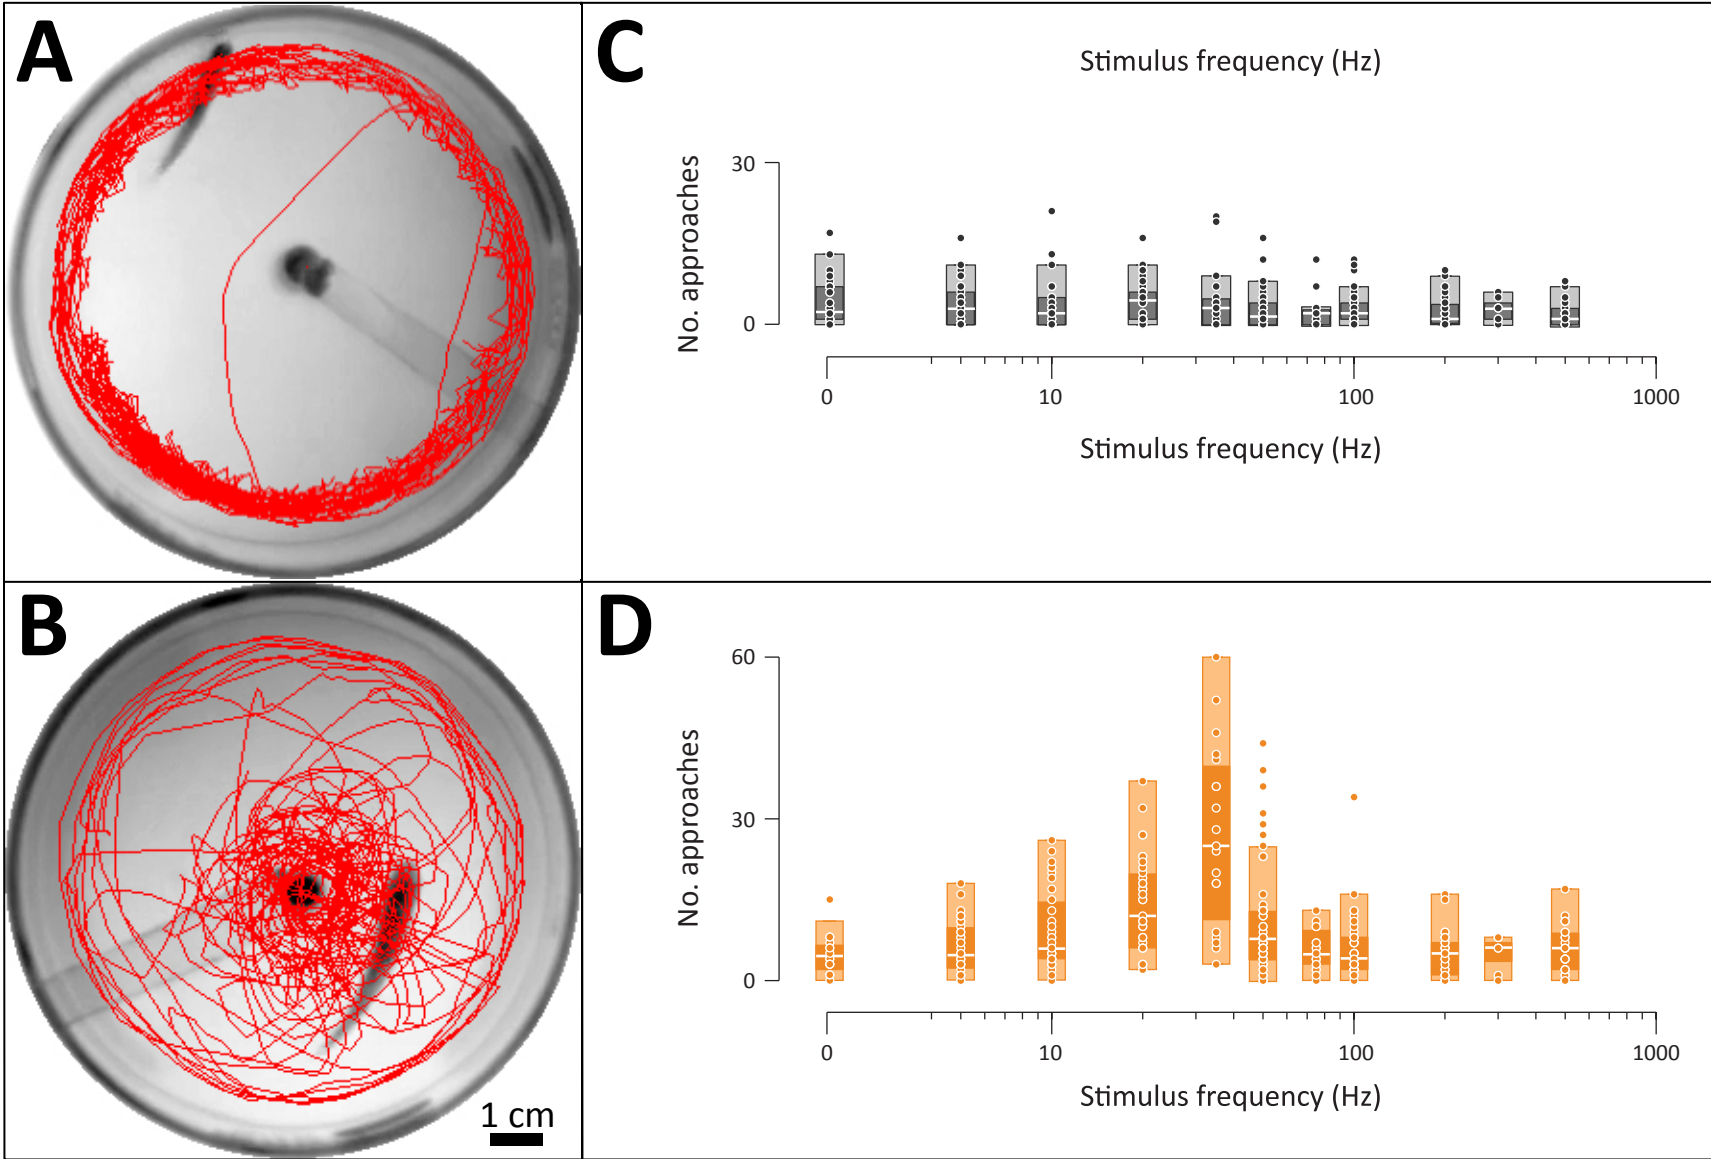 A
C
Stimulus frequency (Hz)
No. approaches
30
0
0 10 100 1000
Stimulus frequency (Hz)
B
1 cm
D
No. approaches
60
30
0
0 10 100 1000
Stimulus frequency (Hz)